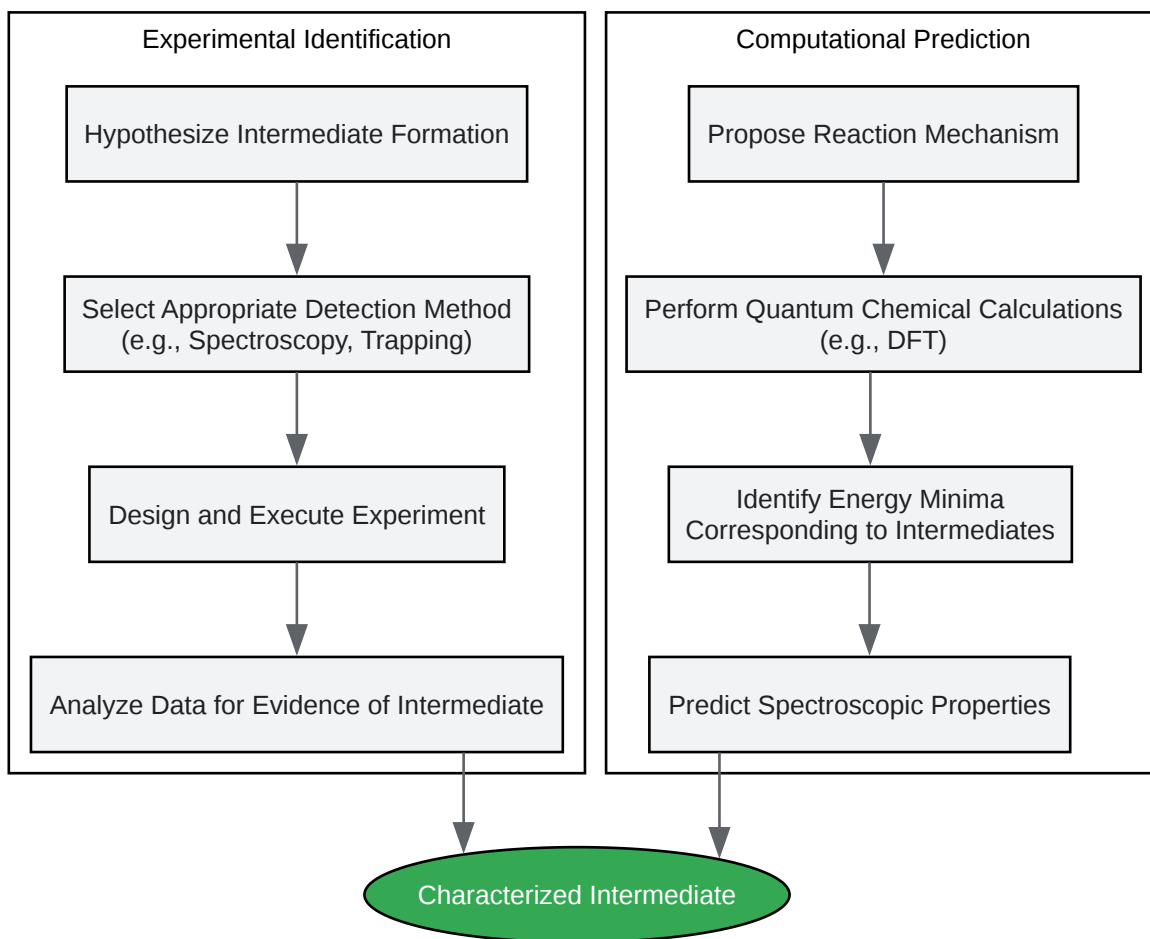 Experimental Identification
Hypothesize Intermediate Formation
Select Appropriate Detection Method
(e.g., Spectroscopy, Trapping)
Design and Execute Experiment
Analyze Data for Evidence of Intermediate
Computational Prediction
Propose Reaction Mechanism
Perform Quantum Chemical Calculations
(e.g., DFT)
Identify Energy Minima
Corresponding to Intermediates
Predict Spectroscopic Properties
Characterized Intermediate